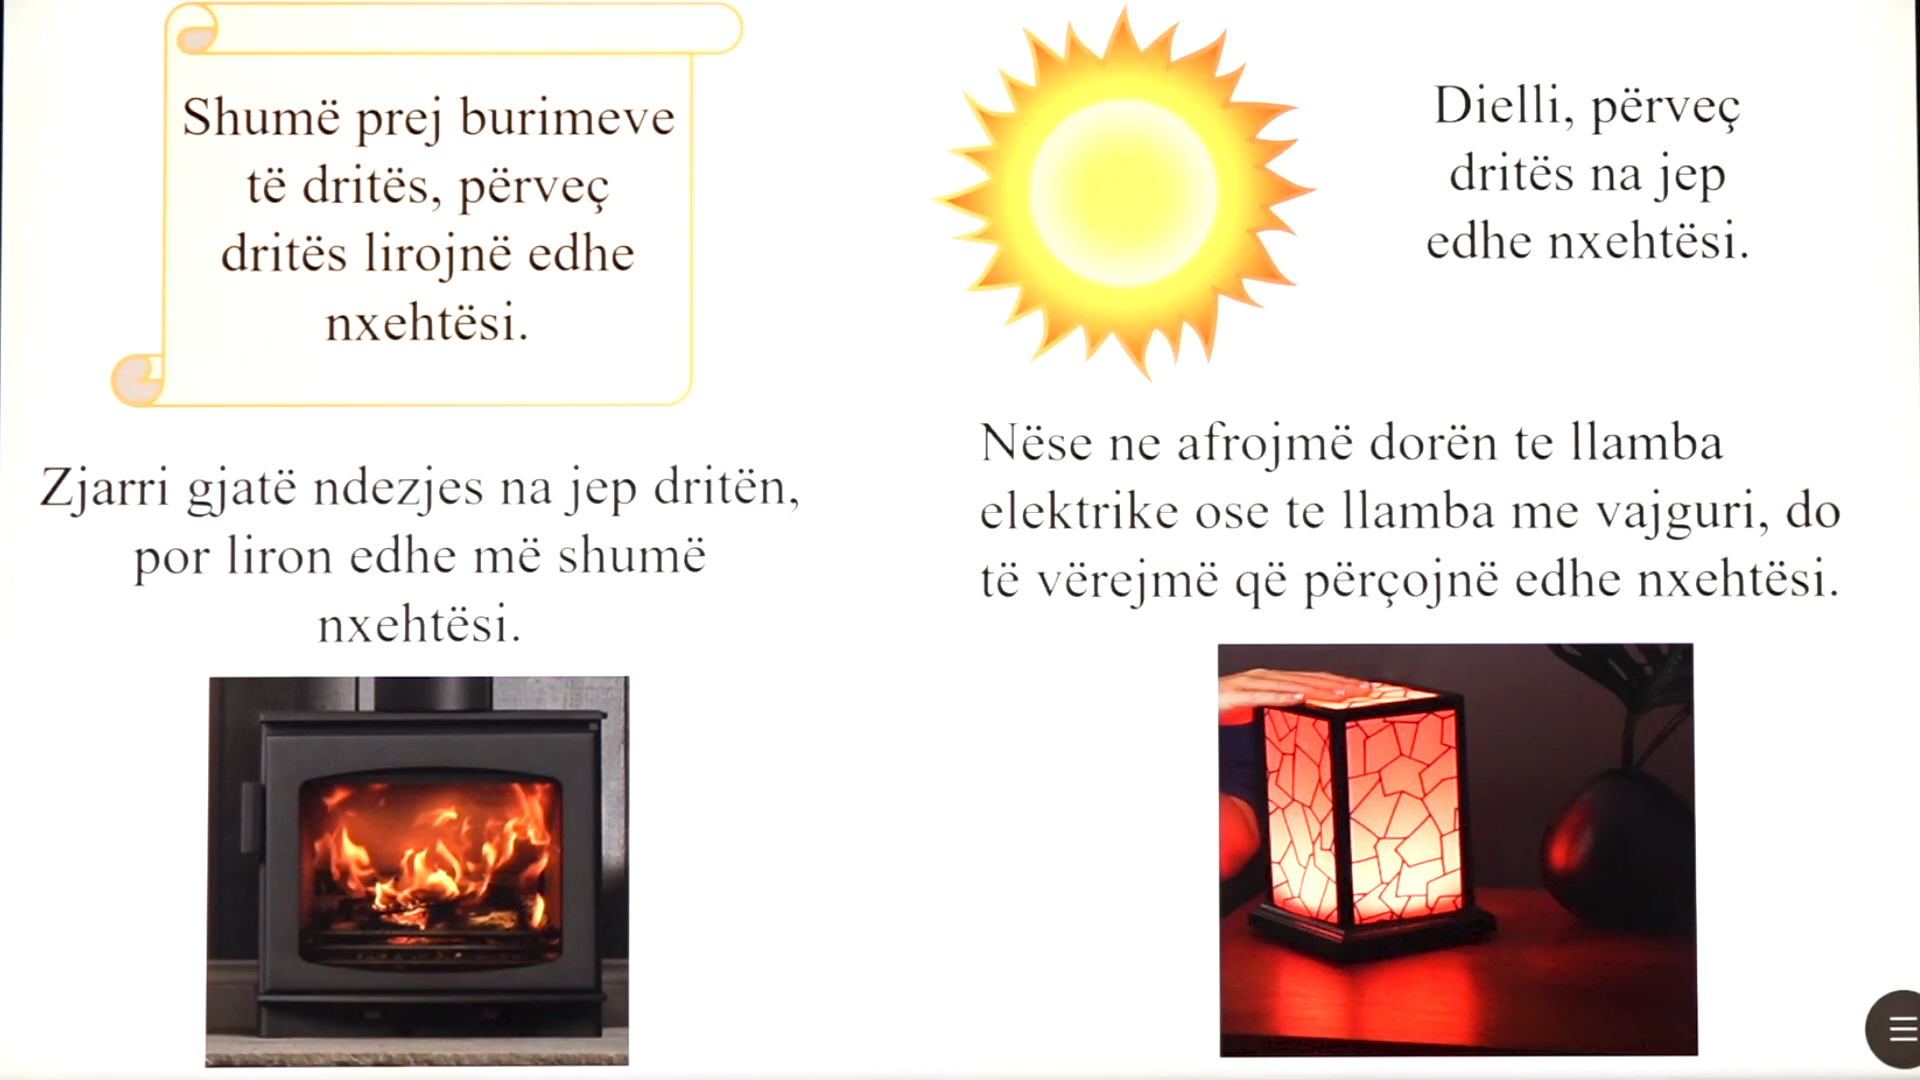 Shumë prej burimeve
të dritës, përveç
dritës lirojnë edhe
nxehtësi.
Dielli, përveç
dritës na jep
edhe nxehtësi.
Zjarri gjatë ndezjes na jep dritën,
por liron edhe më shumë
nxehtësi.
Nëse ne afrojmë dorën te llamba
elektrike ose te llamba me vajguri, do
të vërejmë që përçojnë edhe nxehtësi.